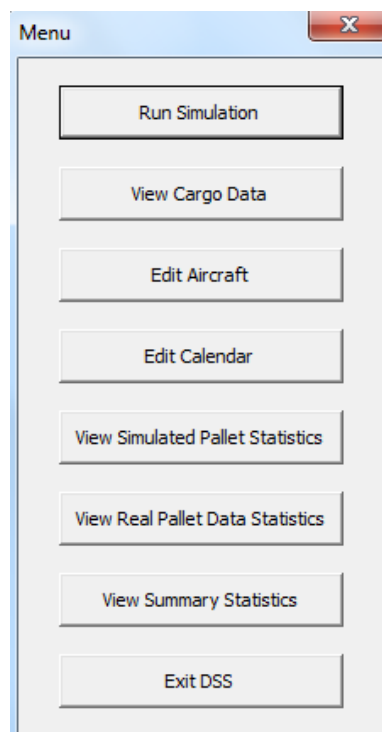 Menu
Run Simulation
View Cargo Data
Edit Aircraft
Edit Calendar
View Simulated Pallet Statistics
View Real Pallet Data Statistics
View Summary Statistics
Exit DSS